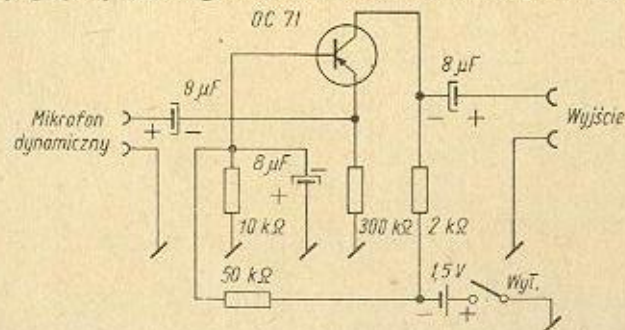 OC 71
8 µF
8 µF
Mikrofon
dynamiczny
+
-
-
+
Wyjście
8 µF
-
+
10 kΩ
300 kΩ
2 kΩ
50 kΩ
1,5 V
Wył.
-
+